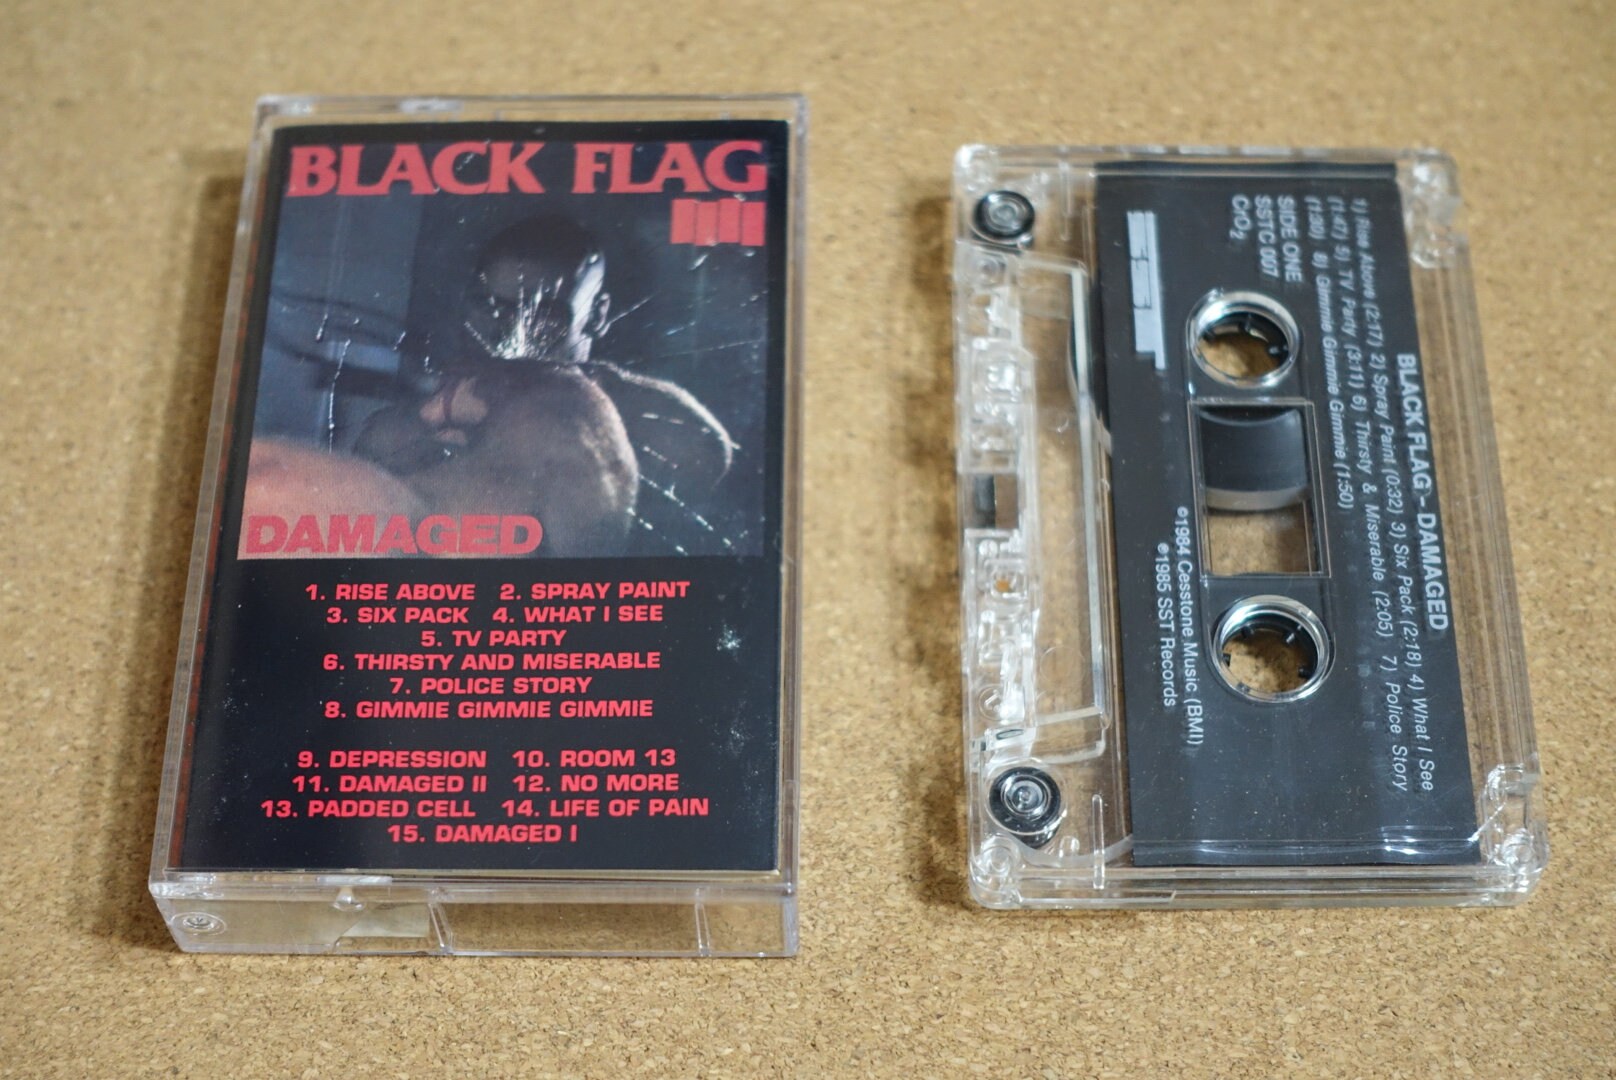 BLACK FLAG
DAMAGED
1. RISE ABOVE 2. SPRAY PAINT
3. SIX PACK 4. WHAT I SEE
5. TV PARTY
6. THIRSTY AND MISERABLE
7. POLICE STORY
8. GIMMIE GIMMIE GIMMIE
9. DEPRESSION 10. ROOM 13
11. DAMAGED II 12. NO MORE
13. PADDED CELL 14. LIFE OF PAIN
15. DAMAGED I
BLACK FLAG - DAMAGED
1) Rise Above (2:17) 2) Spray Paint (0:32) 3) Six Pack (2:18) 4) What I See
(1:47) 5) TV Party (3:11) 6) Thirsty & Miserable (2:05) 7) Police Story
(1:30) 8) Gimmie Gimmie Gimmie (1:50)
SIDE ONE
SSTC 007
CrO2
©1984 Cesstone Music (BMI)
℗1985 SST Records